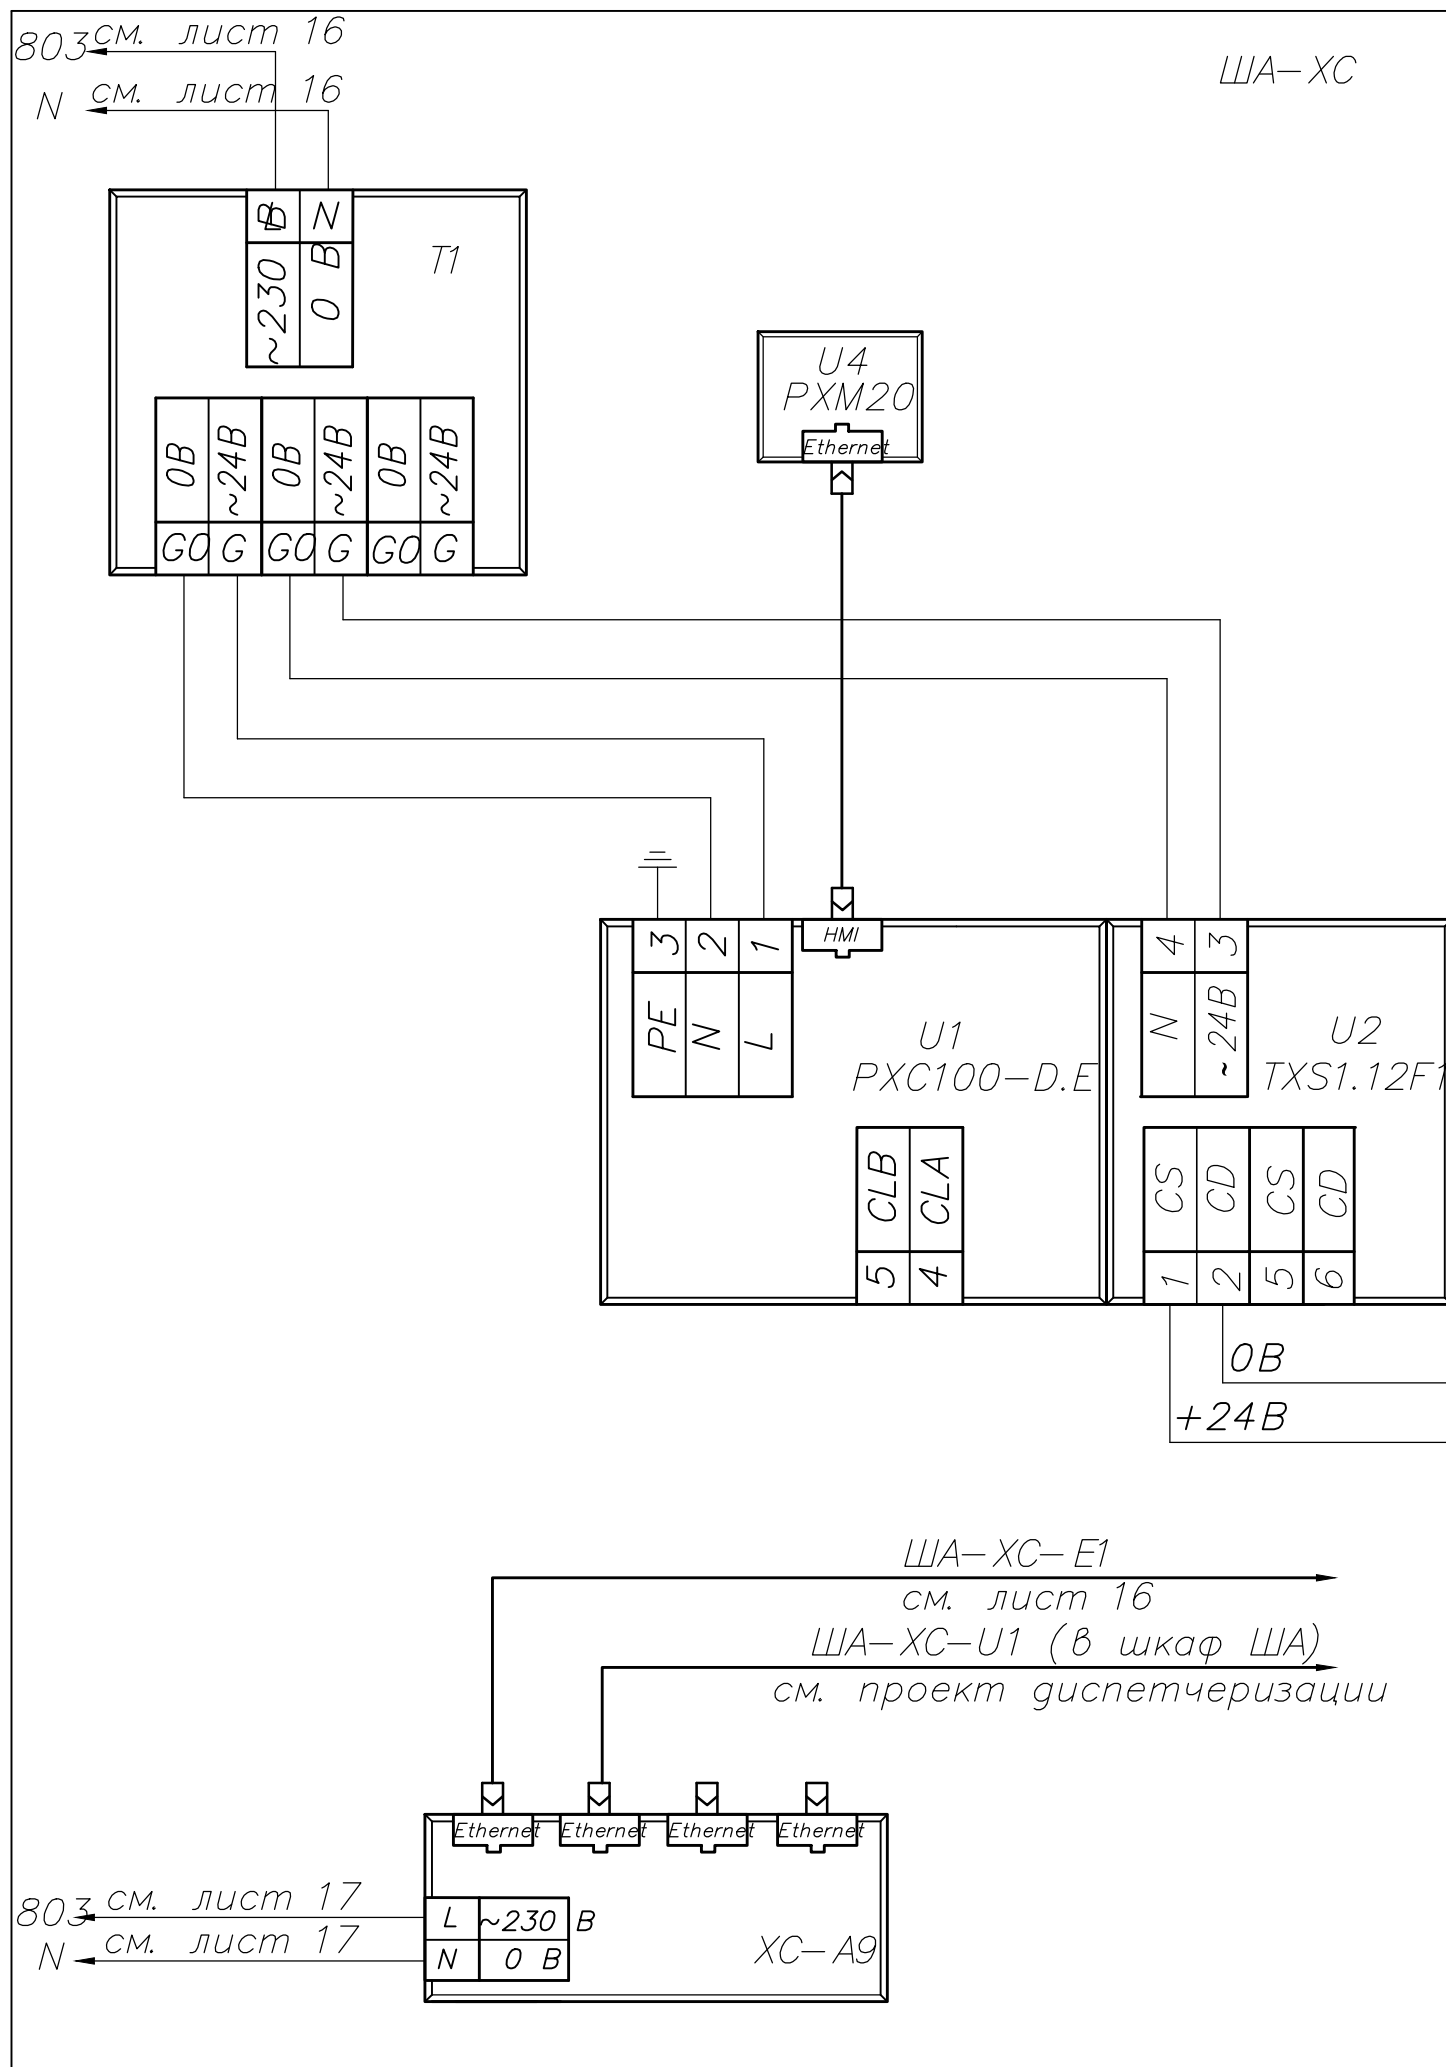 803 см. лист 16
ША-ХС
N см. лист 16
N
T1
~230
0 В
U4
PXM20
Ethernet
0В ~24В 0В ~24В 0В ~24В
G0 G G0 G G0 G
HMI
3 2 1
4 3
PE N L
N ~24В
U1
PXC100-D.E
U2
TXS1.12F1
CLB CLA
CS CD CS CD
5 4
1 2 5 6
0В
+24В
ША-ХС-Е1
см. лист 16
ША-ХС-U1 (в шкаф ША)
см. проект диспетчеризации
Ethernet Ethernet Ethernet Ethernet
803 см. лист 17
L ~230 В
N см. лист 17
N 0 В
ХС-А9